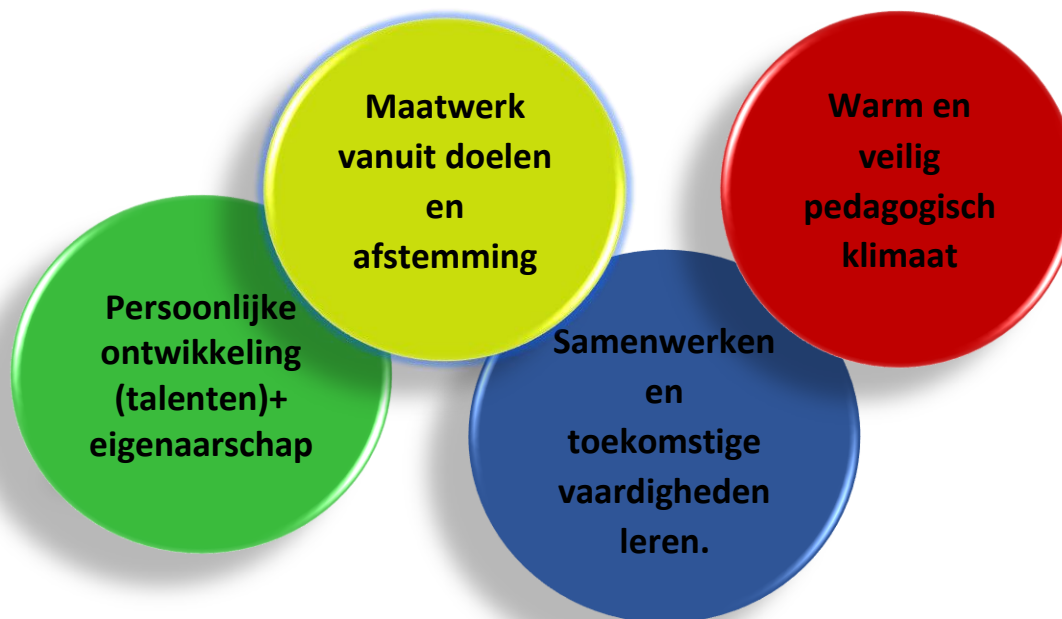 Persoonlijke
ontwikkeling
(talenten)+
eigenaarschap
Maatwerk
vanuit doelen
en
afstemming
Samenwerken
en
toekomstige
vaardigheden
leren.
Warm en
veilig
pedagogisch
klimaat